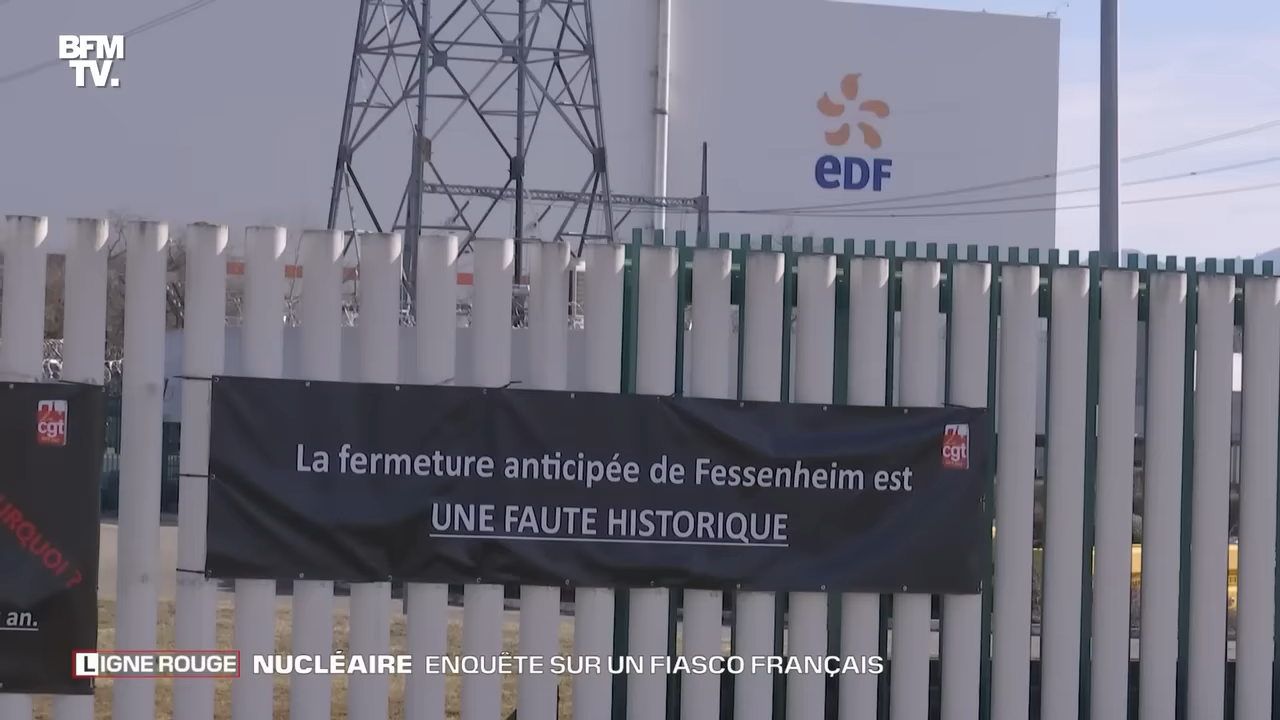 BFM
TV.
eDF
cgt
URQUOI ?
an.
cgt
La fermeture anticipée de Fessenheim est
UNE FAUTE HISTORIQUE
LIGNE ROUGE NUCLÉAIRE ENQUÊTE SUR UN FIASCO FRANÇAIS